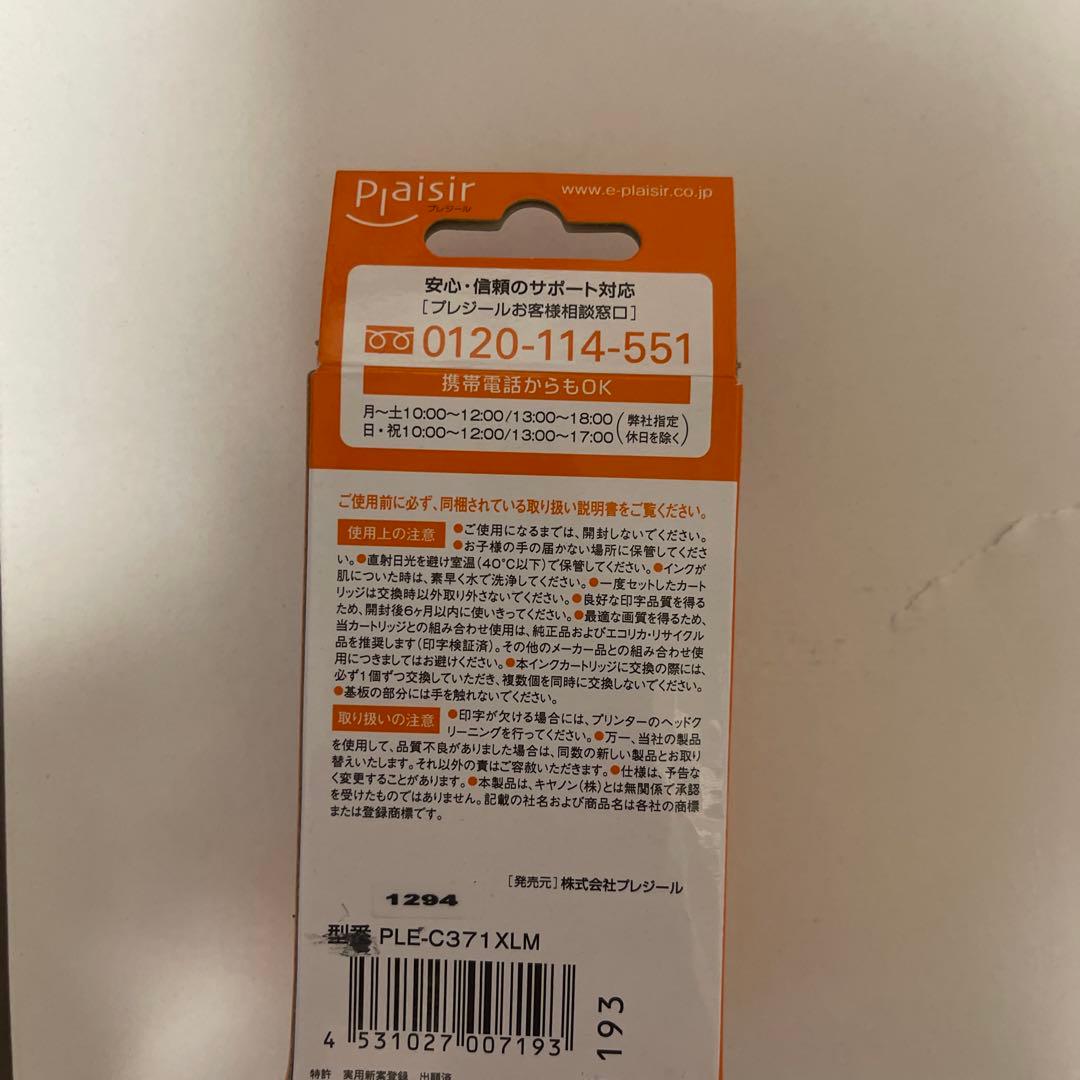 Plaisir
プレジール
www.e-plaisir.co.jp
安心・信頼のサポート対応
[プレジールお客様相談窓口]
0120-114-551
携帯電話からもOK
月〜土10:00〜12:00/13:00〜18:00(弊社指定
日・祝10:00〜12:00/13:00〜17:00 休日を除く)
ご使用前に必ず、同梱されている取り扱い説明書をご覧ください。
使用上の注意 ●ご使用になるまでは、開封しないでください。
●お子様の手の届かない場所に保管してくださ
い。●直射日光を避け室温(40℃以下)で保管してください。●インクが
肌についた時は、素早く水で洗浄してください。●一度セットしたカート
リッジは交換時以外取り外さないでください。●良好な印字品質を得る
ため、開封後6ヶ月以内に使いきってください。●最適な画質を得るため、
当カートリッジとの組み合わせ使用は、純正品およびエコリカ・リサイクル
品を推奨します(印字検証済)。その他のメーカー品との組み合わせ使
用につきましてはお避けください。●本インクカートリッジに交換の際には、
必ず1個ずつ交換していただき、複数個を同時に交換しないでください。
●基板の部分には手を触れないでください。
取り扱いの注意 ●印字が欠ける場合には、プリンターのヘッドク
リーニングを行ってください。●万一、当社の製品
を使用して、品質不良がありました場合は、同数の新しい製品とお取り
替えいたします。それ以外の責はご容赦いただきます。●仕様は、予告な
く変更することがあります。●本製品は、キヤノン(株)とは無関係で承認
を受けたものではありません。記載の社名および商品名は各社の商標
または登録商標です。
[発売元]株式会社プレジール
1294
型番 PLE-C371XLM
4 531027 007193
193
特許 実用新案登録 出願済